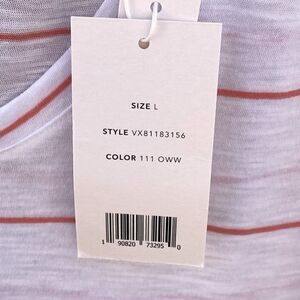 SIZE L
STYLE VX81183156
COLOR 111 OWW
1 90820 73295 0